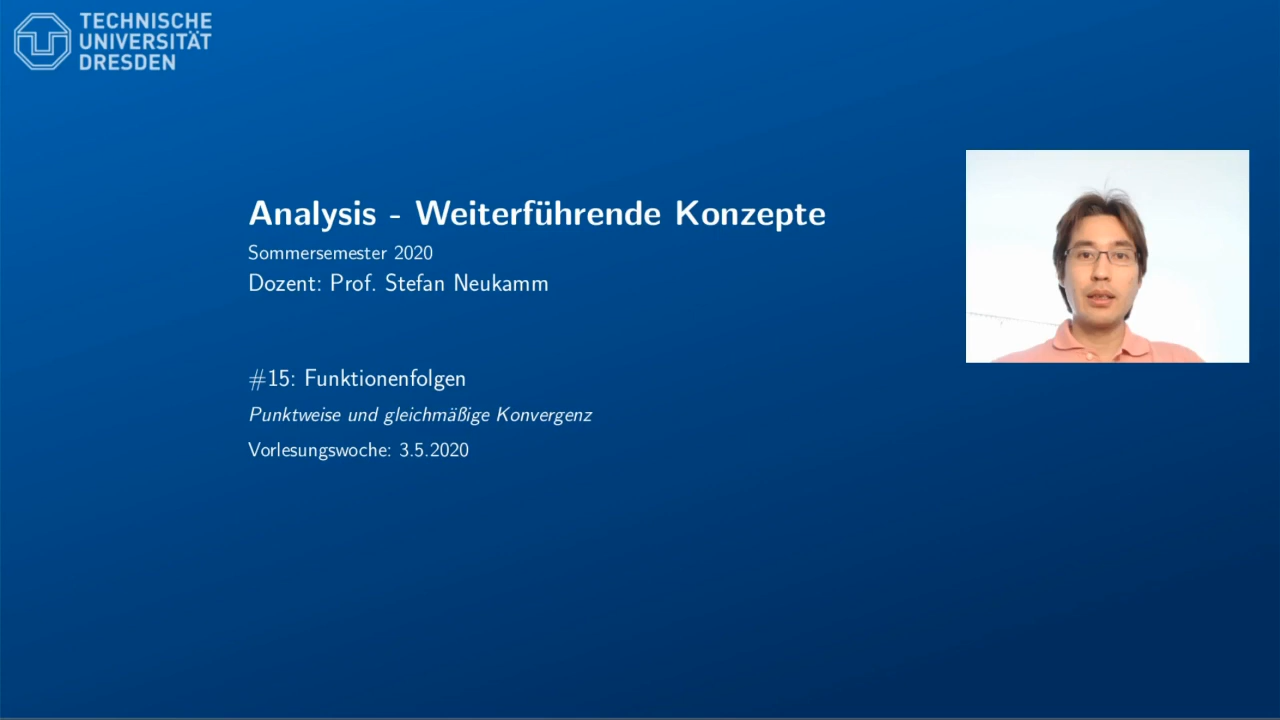 TECHNISCHE
UNIVERSITÄT
DRESDEN
Analysis - Weiterführende Konzepte
Sommersemester 2020
Dozent: Prof. Stefan Neukamm
#15: Funktionenfolgen
Punktweise und gleichmäßige Konvergenz
Vorlesungswoche: 3.5.2020